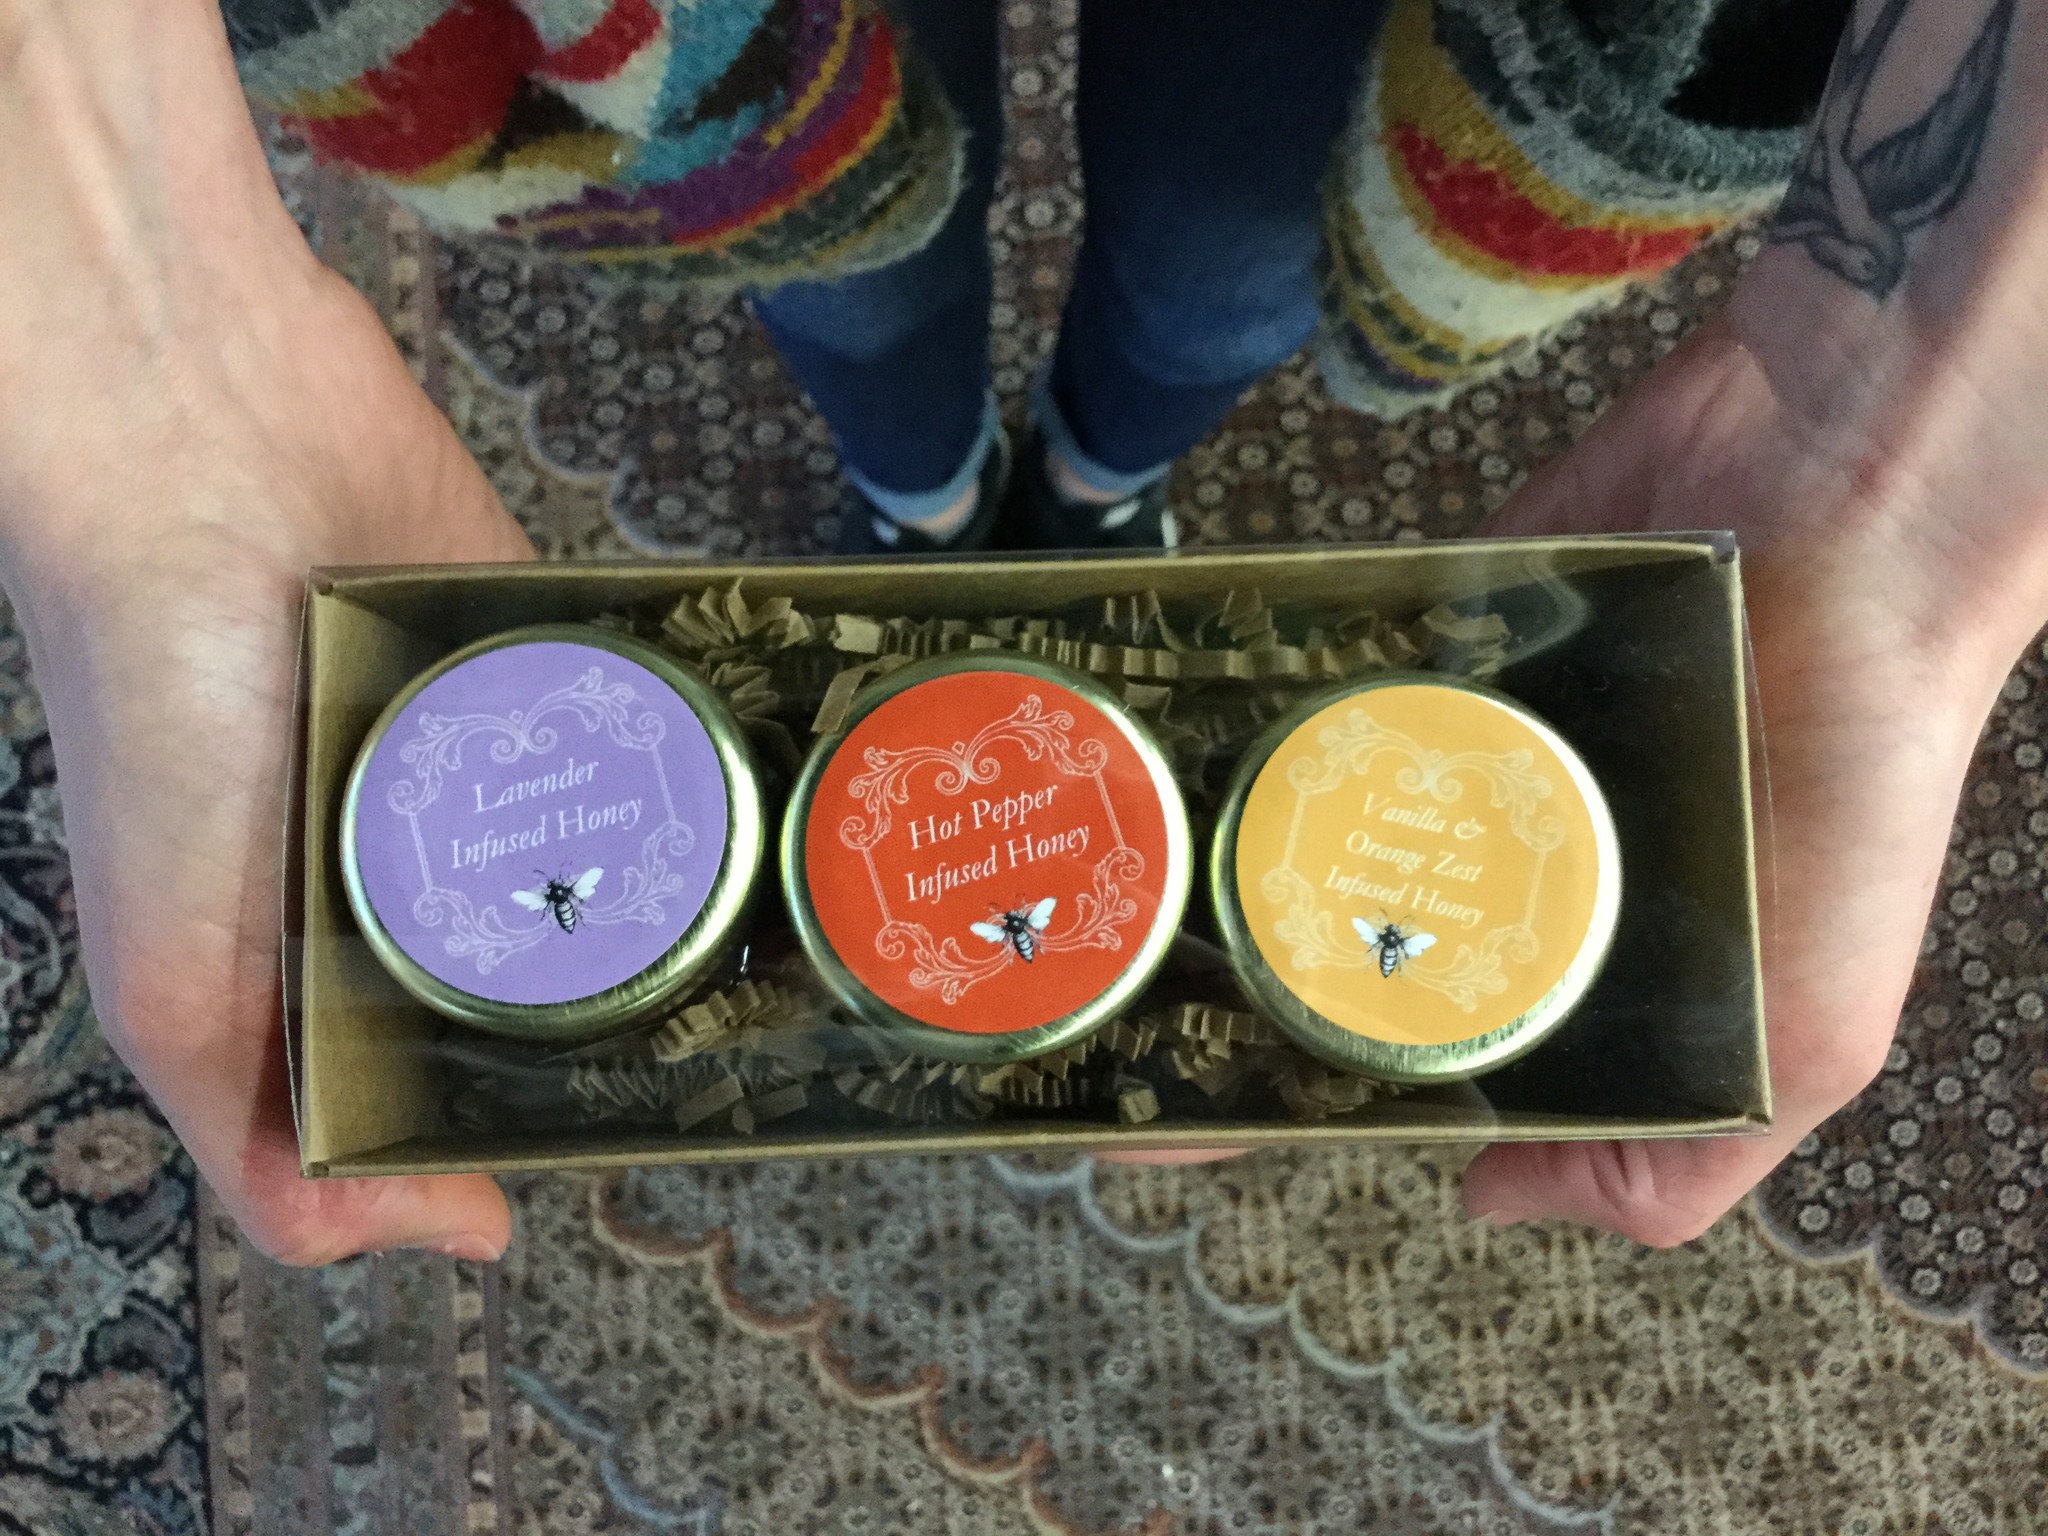 Lavender
Infused Honey
Hot Pepper
Infused Honey
Vanilla &
Orange Zest
Infused Honey